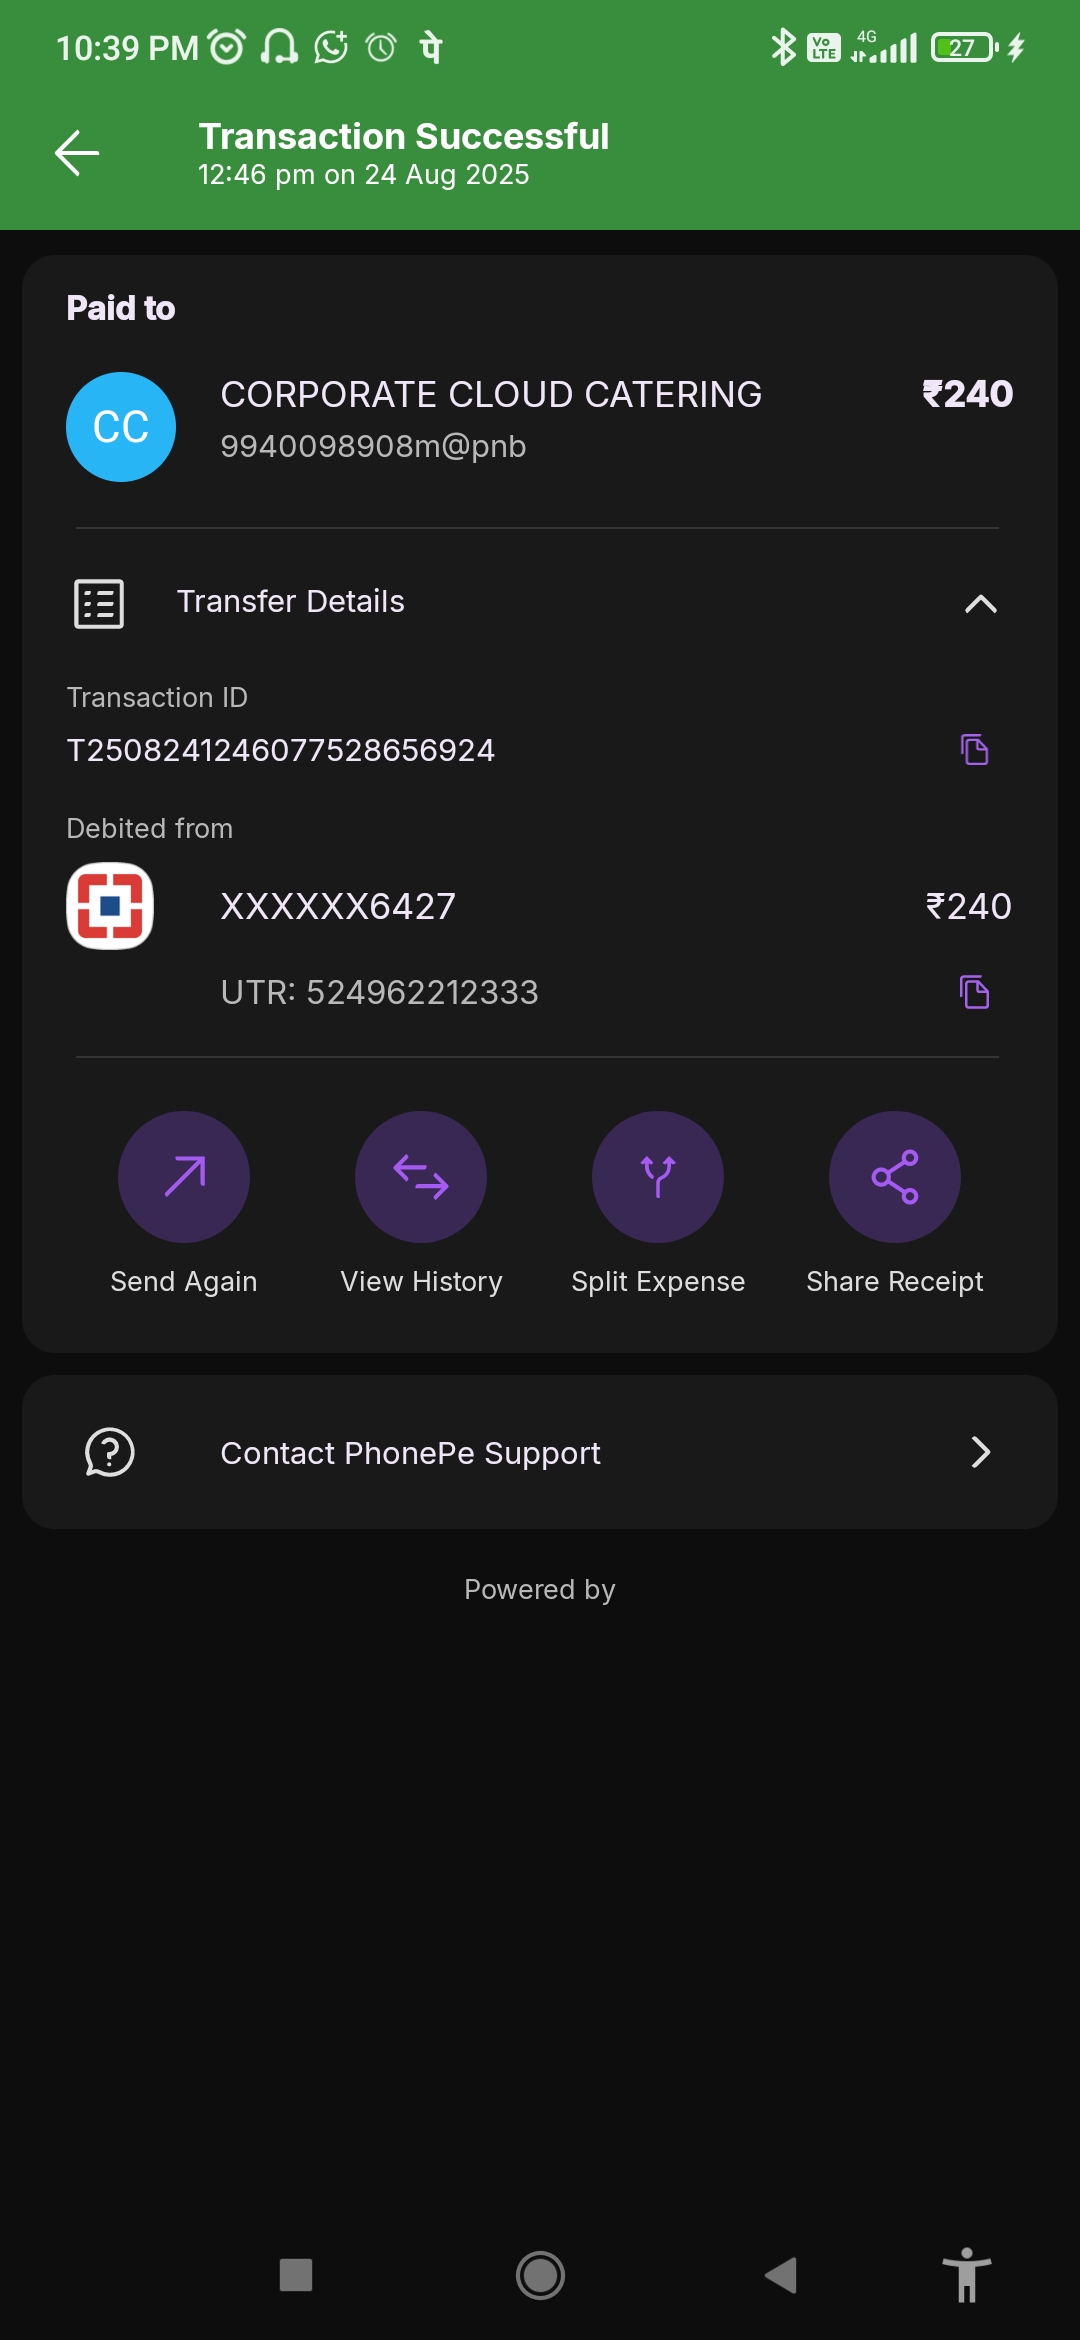 10:39 PM पे Vo LTE 4G 27
Transaction Successful
12:46 pm on 24 Aug 2025
Paid to
CC CORPORATE CLOUD CATERING ₹240
9940098908m@pnb
Transfer Details
Transaction ID
T2508241246077528656924
Debited from
XXXXXX6427 ₹240
UTR: 524962212333
Send Again View History Split Expense Share Receipt
Contact PhonePe Support
Powered by